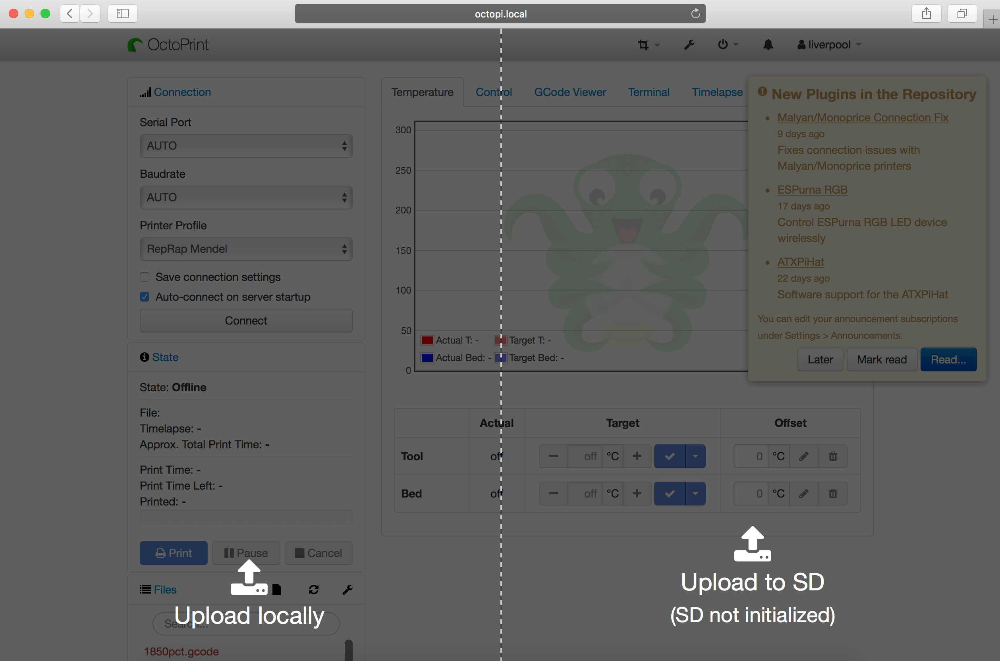 octopi.local
OctoPrint
liverpool
Connection
Serial Port
AUTO
Baudrate
AUTO
Printer Profile
RepRap Mendel
Save connection settings
Auto-connect on server startup
Connect
State
State: Offline
File:
Timelapse: -
Approx. Total Print Time: -
Print Time: -
Print Time Left: -
Printed: -
Print
Pause
Cancel
Files
Search...
1850pct.gcode
Upload locally
Temperature
Control
GCode Viewer
Terminal
Timelapse
300
250
200
150
100
50
0
Actual T: -
Target T: -
Actual Bed: -
Target Bed: -
Actual
Target
Offset
Tool
off
off
°C
0
°C
Bed
off
off
°C
0
°C
New Plugins in the Repository
Malyan/Monoprice Connection Fix
9 days ago
Fixes connection issues with
Malyan/Monoprice printers
ESPurna RGB
17 days ago
Control ESPurna RGB LED device
wirelessly
ATXPiHat
22 days ago
Software support for the ATXPiHat
You can edit your announcement subscriptions
under Settings > Announcements.
Later
Mark read
Read...
Upload to SD
(SD not initialized)